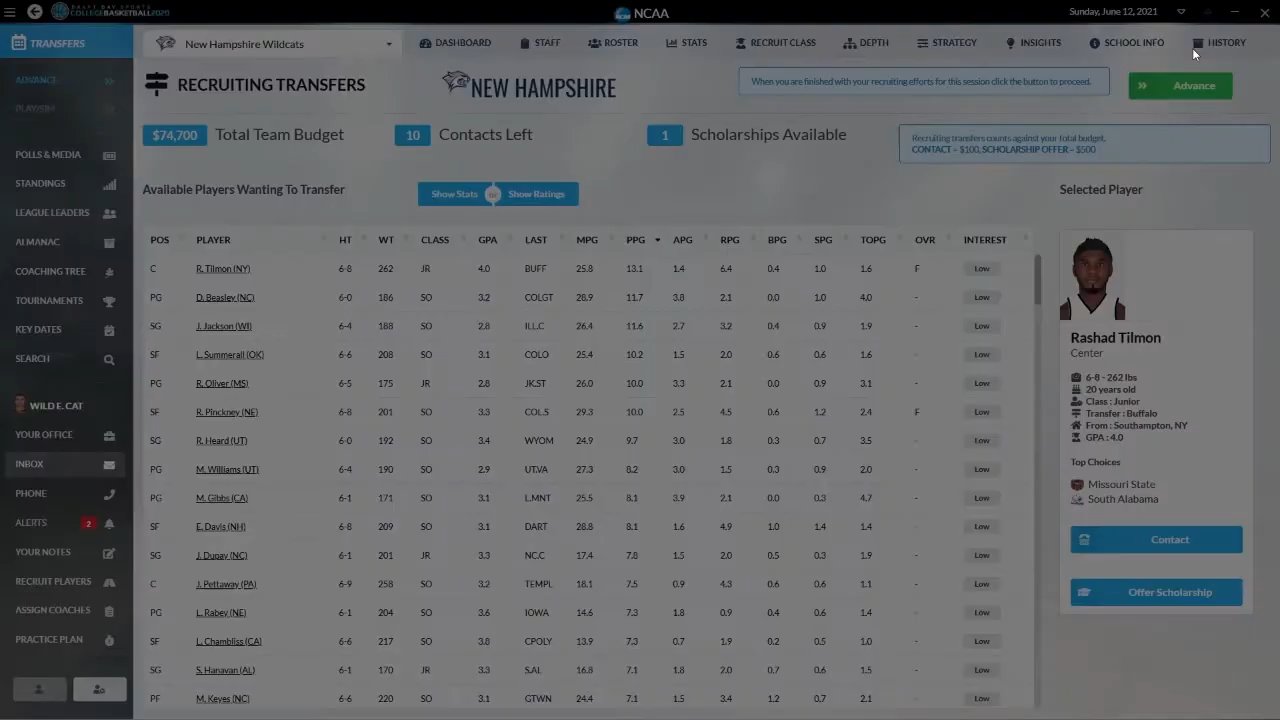 DRAFT DAY SPORTS
COLLEGEBASKETBALL2020
NCAA
Sunday, June 12, 2021
TRANSFERS
New Hampshire Wildcats
DASHBOARD STAFF ROSTER STATS RECRUIT CLASS DEPTH STRATEGY INSIGHTS SCHOOL INFO HISTORY
ADVANCE
PLAY/SIM
POLLS & MEDIA
STANDINGS
LEAGUE LEADERS
ALMANAC
COACHING TREE
TOURNAMENTS
KEY DATES
SEARCH
WILD E. CAT
YOUR OFFICE
INBOX
PHONE
ALERTS 2
YOUR NOTES
RECRUIT PLAYERS
ASSIGN COACHES
PRACTICE PLAN
RECRUITING TRANSFERS
NEW HAMPSHIRE
When you are finished with your recruiting efforts for this session click the button to proceed.
Advance
$74,700 Total Team Budget
10 Contacts Left
1 Scholarships Available
Recruiting transfers counts against your total budget.
CONTACT = $100, SCHOLARSHIP OFFER = $500
Available Players Wanting To Transfer
Show Stats or Show Ratings
POS PLAYER HT WT CLASS GPA LAST MPG PPG APG RPG BPG SPG TOPG OVR INTEREST
C R. Tilmon (NY) 6-8 262 JR 4.0 BUFF 25.8 13.1 1.4 6.4 0.4 1.0 1.6 F Low
PG D. Beasley (NC) 6-0 186 SO 3.2 COLGT 28.9 11.7 3.8 2.1 0.0 1.0 4.0 - Low
SG J. Jackson (WI) 6-4 188 SO 2.8 ILL.C 26.4 11.6 2.7 3.2 0.4 0.9 1.9 - Low
SF L. Summerall (OK) 6-6 208 SO 3.1 COLO 25.4 10.2 1.5 2.0 0.6 0.6 1.6 - Low
PG R. Oliver (MS) 6-5 175 JR 2.8 JK.ST 26.0 10.0 3.3 2.1 0.0 0.9 3.1 - Low
SF R. Pinckney (NE) 6-8 201 SO 3.3 COL.S 29.3 10.0 2.5 4.5 0.6 1.2 2.4 F Low
SG R. Heard (UT) 6-0 192 SO 3.4 WYOM 24.9 9.7 3.0 1.8 0.3 0.7 3.5 - Low
PG M. Williams (UT) 6-4 190 SO 2.9 UT.VA 27.3 8.2 3.0 1.5 0.3 0.9 2.0 - Low
PG M. Gibbs (CA) 6-1 171 SO 3.1 L.MNT 25.5 8.1 3.9 2.1 0.0 0.3 4.7 - Low
SF E. Davis (NH) 6-8 209 SO 3.1 DART 28.8 8.1 1.6 4.9 1.0 1.4 1.4 - Low
SG J. Dupay (NC) 6-1 201 JR 3.3 NC.C 17.4 7.8 1.5 2.0 0.5 0.3 1.9 - Low
C J. Pettaway (PA) 6-9 258 SO 3.2 TEMPL 18.1 7.5 0.9 4.3 0.6 0.6 1.1 - Low
PG L. Rabey (NE) 6-1 204 SO 3.6 IOWA 14.6 7.3 1.8 0.9 0.4 0.6 1.4 - Low
SF L. Chambliss (CA) 6-6 217 SO 3.8 CPOLY 13.9 7.3 0.7 1.9 0.2 0.5 1.0 - Low
SG S. Hanavan (AL) 6-1 170 JR 3.3 S.AL 16.8 7.1 1.8 2.0 0.7 0.6 1.5 - Low
PF M. Keyes (NC) 6-6 220 SO 3.1 GTWN 24.4 7.1 1.5 3.4 1.2 0.7 2.1 - Low
Selected Player
Rashad Tilmon
Center
6-8 - 262 lbs
20 years old
Class : Junior
Transfer : Buffalo
From : Southampton, NY
GPA : 4.0
Top Choices
Missouri State
South Alabama
Contact
Offer Scholarship